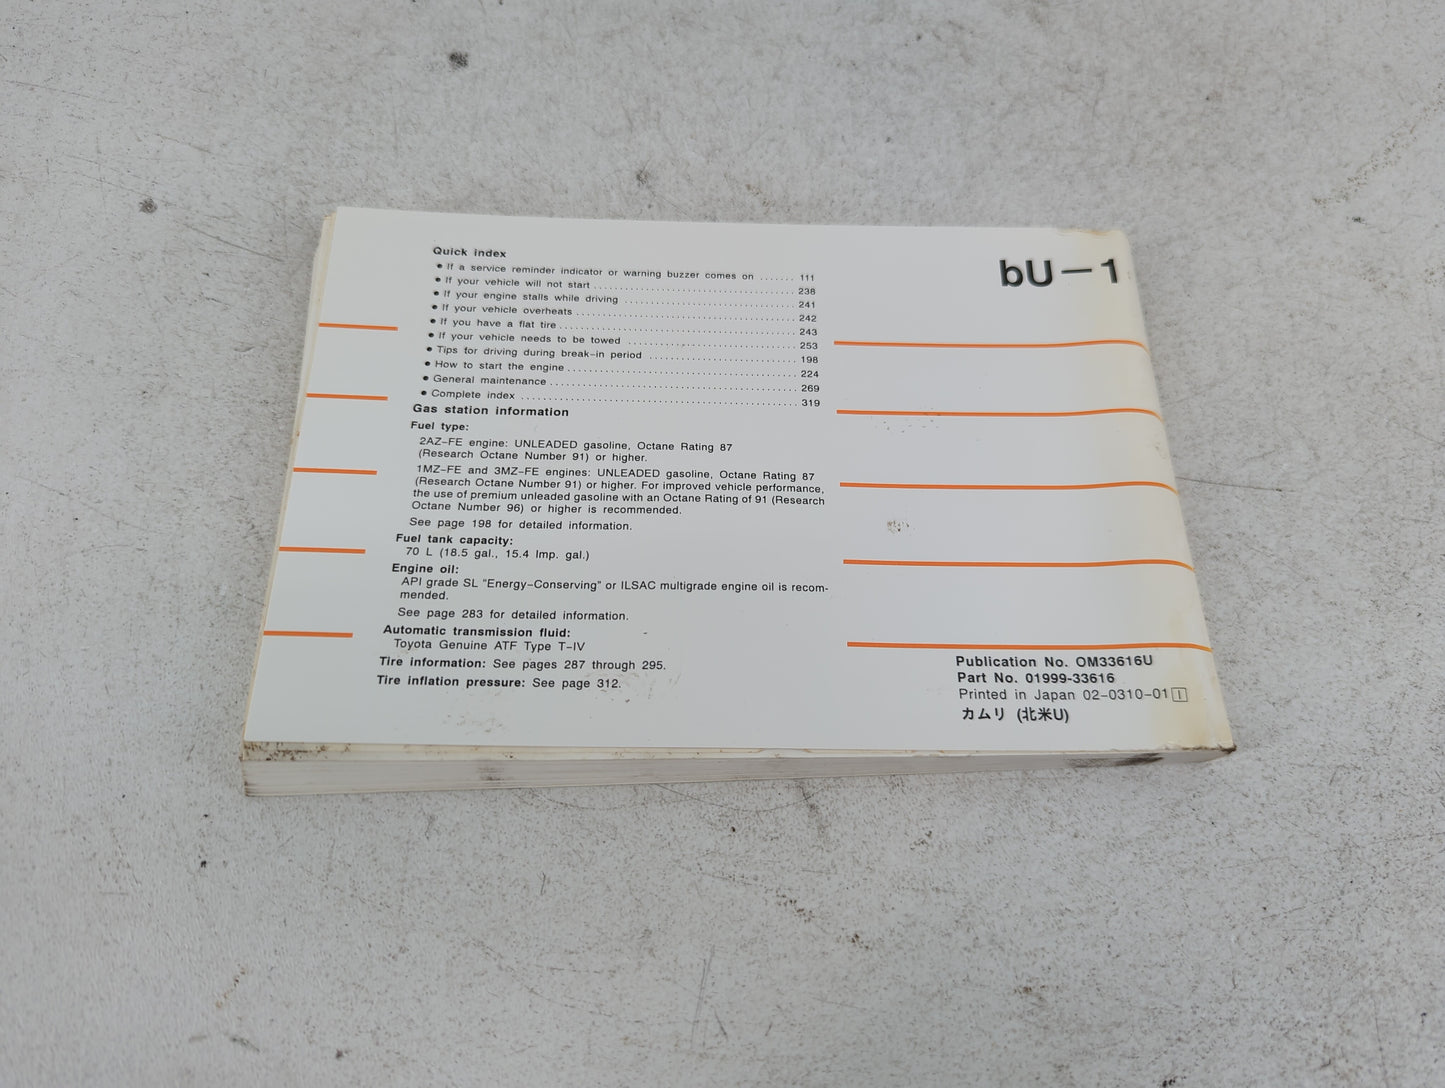 bU－1
Quick index
● If a service reminder indicator or warning buzzer comes on ....... 111
● If your vehicle will not start ........................................ 238
● If your engine stalls while driving .................................. 241
● If your vehicle overheats ............................................ 242
● If you have a flat tire ............................................... 243
● If your vehicle needs to be towed .................................. 253
● Tips for driving during break–in period ............................. 198
● How to start the engine ............................................. 224
● General maintenance ................................................ 269
● Complete index ...................................................... 319
Gas station information
Fuel type:
2AZ–FE engine: UNLEADED gasoline, Octane Rating 87
(Research Octane Number 91) or higher.
1MZ–FE and 3MZ–FE engines: UNLEADED gasoline, Octane Rating 87
(Research Octane Number 91) or higher. For improved vehicle performance,
the use of premium unleaded gasoline with an Octane Rating of 91 (Research
Octane Number 96) or higher is recommended.
See page 198 for detailed information.
Fuel tank capacity:
70 L (18.5 gal., 15.4 Imp. gal.)
Engine oil:
API grade SL "Energy–Conserving" or ILSAC multigrade engine oil is recom-
mended.
See page 283 for detailed information.
Automatic transmission fluid:
Toyota Genuine ATF Type T–IV
Tire information: See pages 287 through 295.
Tire inflation pressure: See page 312.
Publication No. OM33616U
Part No. 01999-33616
Printed in Japan 02–0310–01 I
カムリ (北米U)